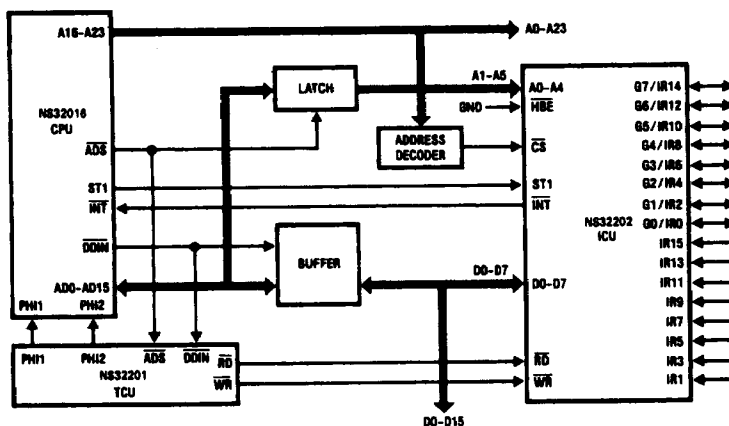 A16-A23
A0-A23
NS32016
CPU
ADS
ST1
INT
DDIN
AD0-AD15
PHI1
PHI2
LATCH
A1-A5
GND
ADDRESS
DECODER
BUFFER
D0-D7
D0-D15
PHI1
PHI2
ADS
DDIN
RD
WR
NS32201
TCU
A0-A4
HBE
CS
ST1
INT
D0-D7
RD
WR
NS32202
ICU
G7/IR14
G6/IR12
G5/IR10
G4/IR8
G3/IR6
G2/IR4
G1/IR2
G0/IR0
IR15
IR13
IR11
IR9
IR7
IR5
IR3
IR1